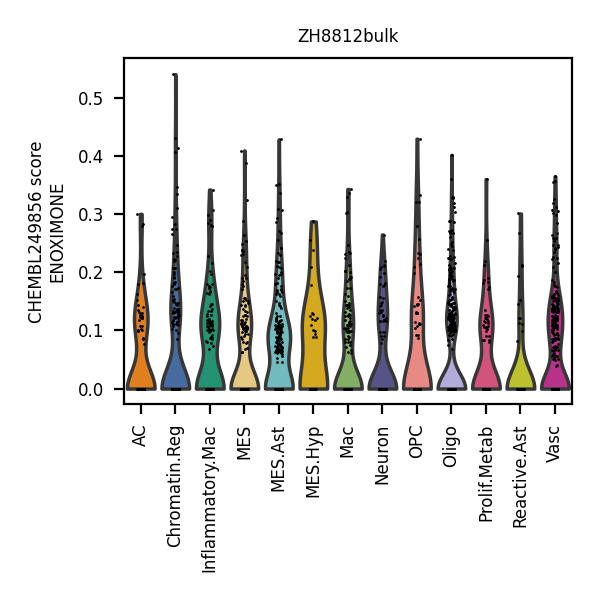 ZH8812bulk
CHEMBL249856 score
ENOXIMONE
0.5
0.4
0.3
0.2
0.1
0.0
AC
Chromatin.Reg
Inflammatory.Mac
MES
MES.Ast
MES.Hyp
Mac
Neuron
OPC
Oligo
Prolif.Metab
Reactive.Ast
Vasc